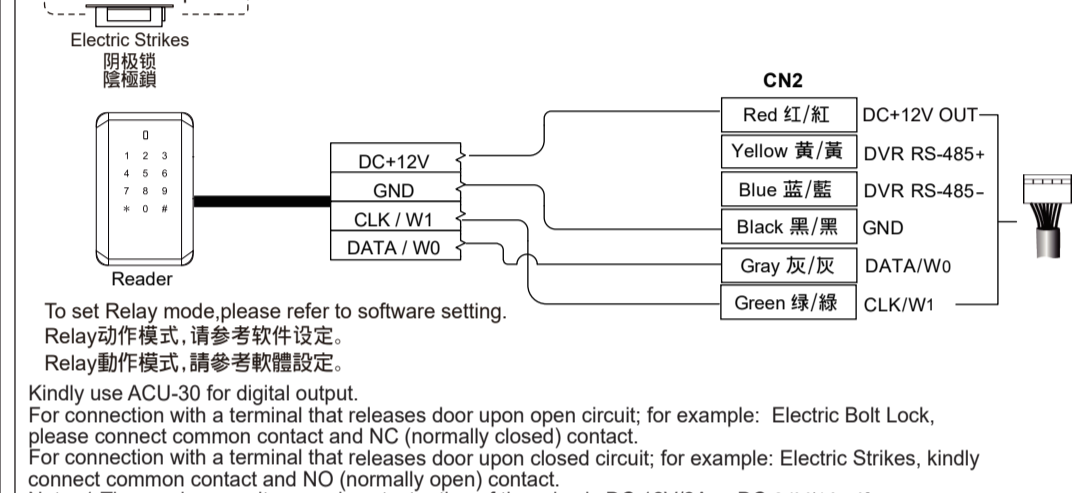 Electric Strikes
阴极锁
陰極鎖
CN2
Red 红/紅 DC+12V OUT
Yellow 黄/黃 DVR RS-485+
Blue 蓝/藍 DVR RS-485-
Black 黑/黑 GND
Gray 灰/灰 DATA/W0
Green 绿/綠 CLK/W1
DC+12V
GND
CLK / W1
DATA / W0
1 2 3
4 5 6
7 8 9
* 0 #
Reader
To set Relay mode,please refer to software setting.
Relay动作模式,请参考软件设定。
Relay動作模式,請參考軟體設定。
Kindly use ACU-30 for digital output.
For connection with a terminal that releases door upon open circuit; for example: Electric Bolt Lock,
please connect common contact and NC (normally closed) contact.
For connection with a terminal that releases door upon closed circuit; for example: Electric Strikes, kindly
connect common contact and NO (normally open) contact.